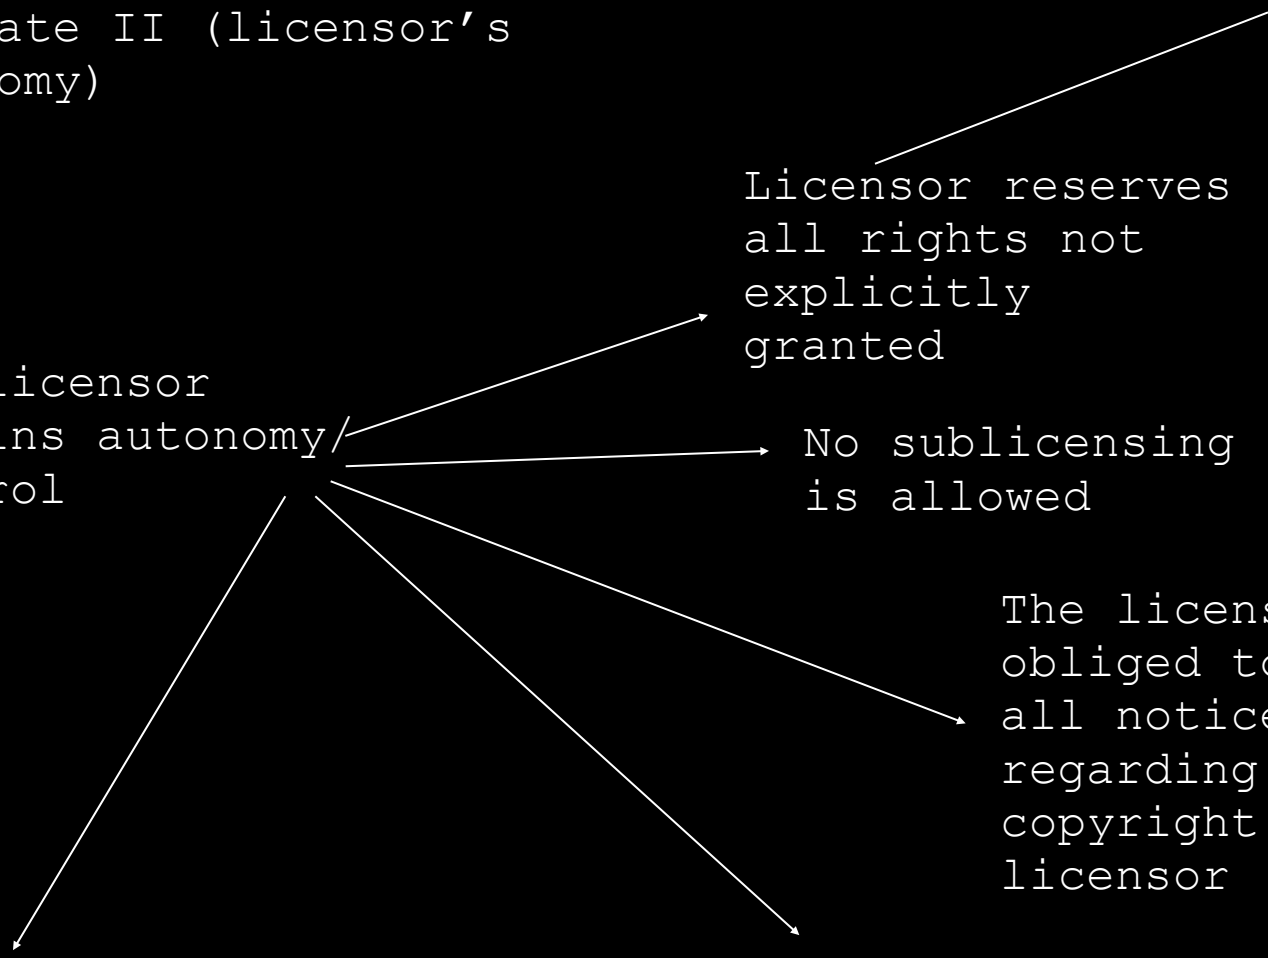 ate II (licensor’s
omy)
Licensor reserves
all rights not
explicitly
granted
licensor
ins autonomy/
rol
No sublicensing
is allowed
The licens
obliged to
all notice
regarding
copyright
licensor